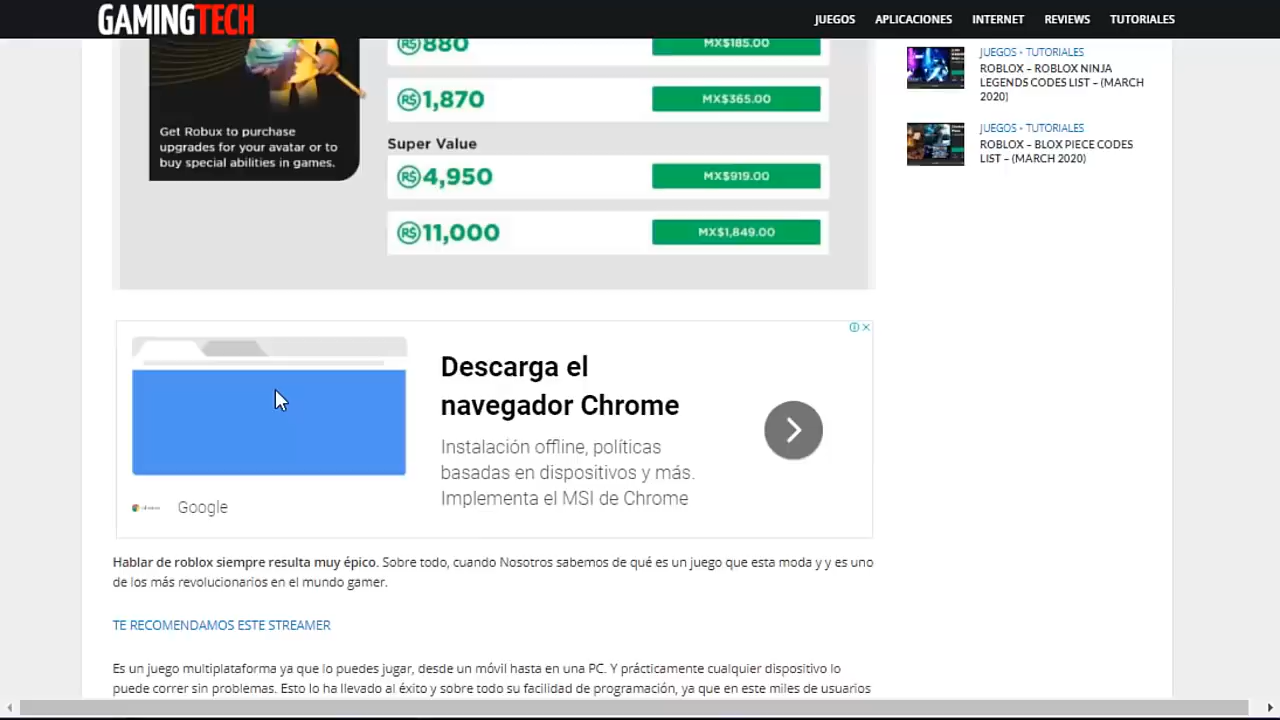 GAMINGTECH
JUEGOS APLICACIONES INTERNET REVIEWS TUTORIALES
Get Robux to purchase
upgrades for your avatar or to
buy special abilities in games.
R$ 880 MX$185.00
R$ 1,870 MX$365.00
Super Value
R$ 4,950 MX$919.00
R$ 11,000 MX$1,849.00
JUEGOS - TUTORIALES
ROBLOX – ROBLOX NINJA
LEGENDS CODES LIST – (MARCH
2020)
JUEGOS - TUTORIALES
ROBLOX – BLOX PIECE CODES
LIST – (MARCH 2020)
Descarga el
navegador Chrome
Instalación offline, políticas
basadas en dispositivos y más.
Implementa el MSI de Chrome
Google
Hablar de roblox siempre resulta muy épico. Sobre todo, cuando Nosotros sabemos de qué es un juego que esta moda y y es uno
de los más revolucionarios en el mundo gamer.
TE RECOMENDAMOS ESTE STREAMER
Es un juego multiplataforma ya que lo puedes jugar, desde un móvil hasta en una PC. Y prácticamente cualquier dispositivo lo
puede correr sin problemas. Esto lo ha llevado al éxito y sobre todo su facilidad de programación, ya que en este miles de usuarios